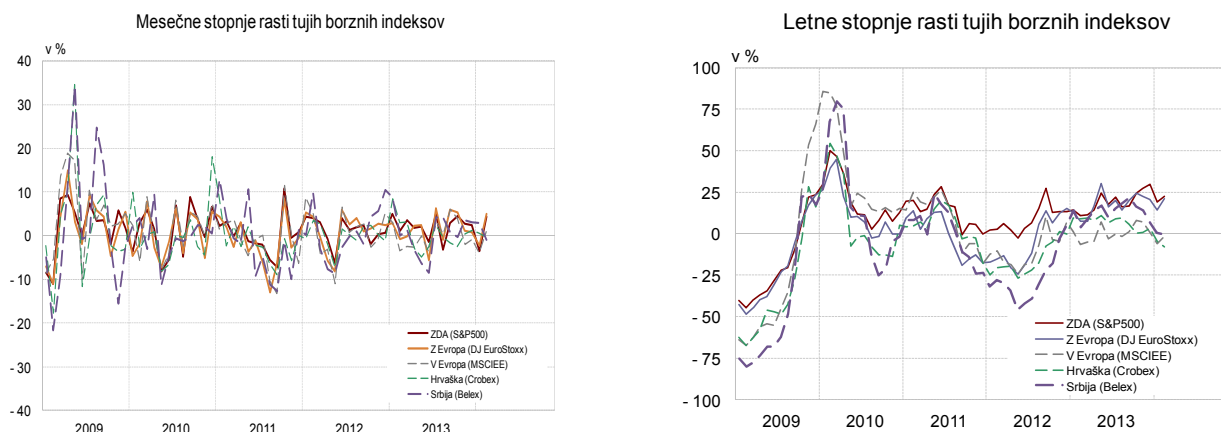 Mesečne stopnje rasti tujih borznih indeksov
v %
40
30
20
10
0
- 10
- 20
- 30
- 40
ZDA (S&P500)
Z Evropa (DJ EuroStoxx)
V Evropa (MSCIEE)
Hrvaška (Crobex)
Srbija (Belex)
2009 2010 2011 2012 2013
Letne stopnje rasti tujih borznih indeksov
v %
100
75
50
25
0
- 25
- 50
- 75
- 100
ZDA (S&P500)
Z Evropa (DJ EuroStoxx)
V Evropa (MSCIEE)
Hrvaška (Crobex)
Srbija (Belex)
2009 2010 2011 2012 2013